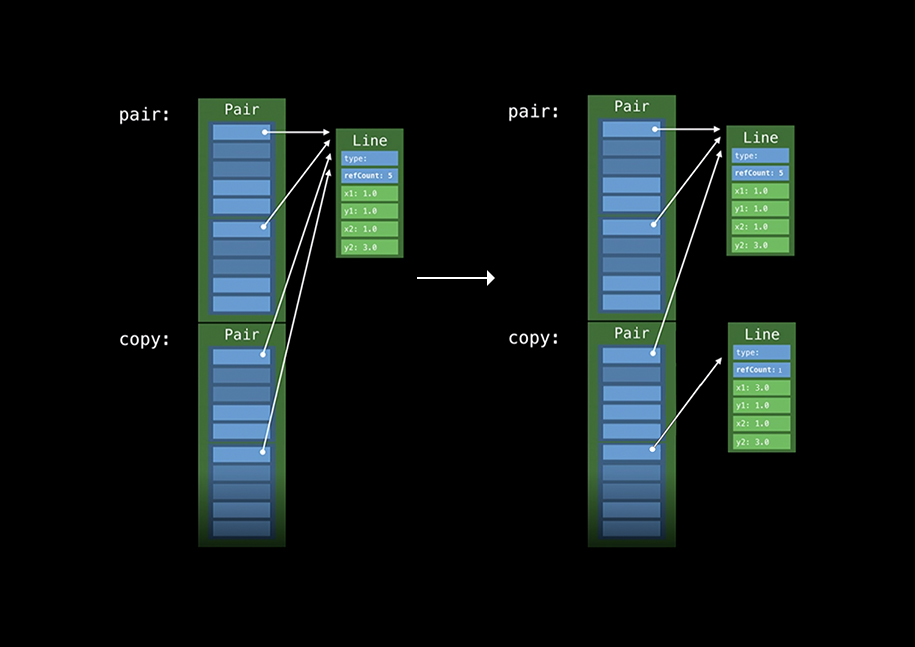 pair:
Pair
Line
type:
refCount: 5
x1: 1.0
y1: 1.0
x2: 1.0
y2: 3.0
copy:
Pair
pair:
Pair
Line
type:
refCount: 5
x1: 1.0
y1: 1.0
x2: 1.0
y2: 3.0
copy:
Pair
Line
type:
refCount: 1
x1: 3.0
y1: 1.0
x2: 1.0
y2: 3.0